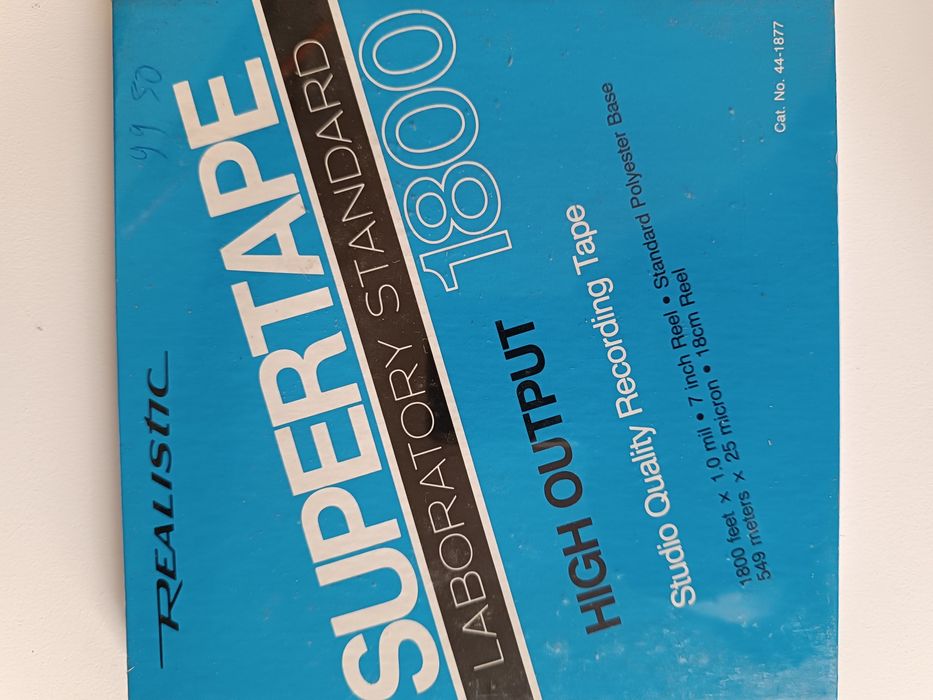 REALISTIC
99 50
SUPERTAPE
LABORATORY STANDARD
1800
HIGH OUTPUT
Studio Quality Recording Tape
1800 feet × 1.0 mil • 7 inch Reel • Standard Polyester Base
549 meters × 25 micron • 18cm Reel
Cat. No. 44-1877